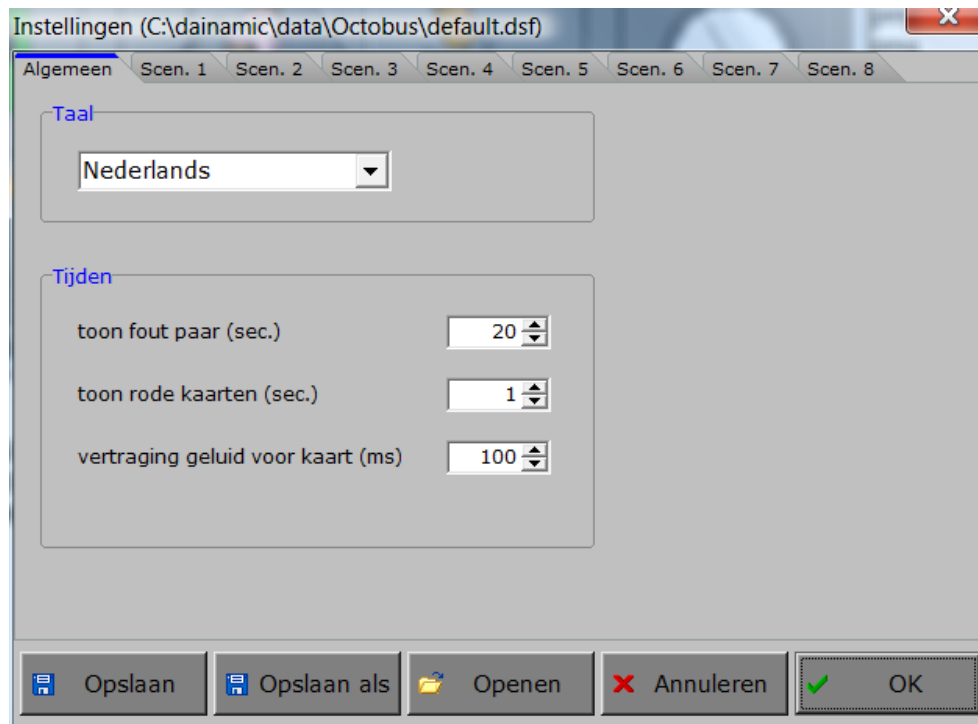 Instellingen (C:\dainamic\data\Octobus\default.dsf)
Algemeen Scen. 1 Scen. 2 Scen. 3 Scen. 4 Scen. 5 Scen. 6 Scen. 7 Scen. 8
Taal
Nederlands
Tijden
toon fout paar (sec.) 20
toon rode kaarten (sec.) 1
vertraging geluid voor kaart (ms) 100
Opslaan Opslaan als Openen Annuleren OK